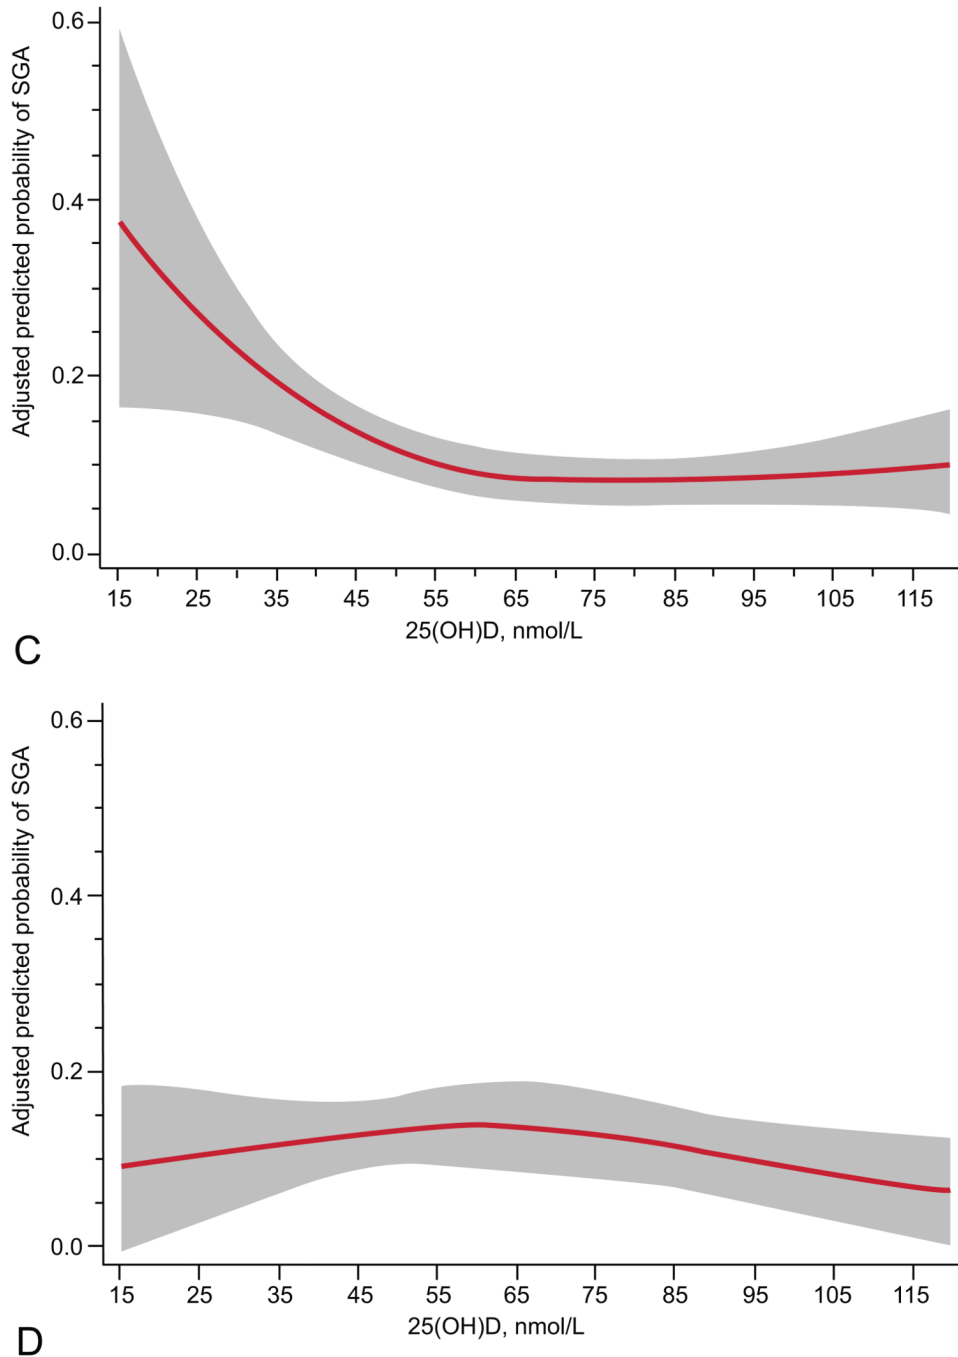 0.6
0.4
0.2
0.0
Adjusted predicted probability of SGA
15 25 35 45 55 65 75 85 95 105 115
25(OH)D, nmol/L
C
0.6
0.4
0.2
0.0
Adjusted predicted probability of SGA
15 25 35 45 55 65 75 85 95 105 115
25(OH)D, nmol/L
D